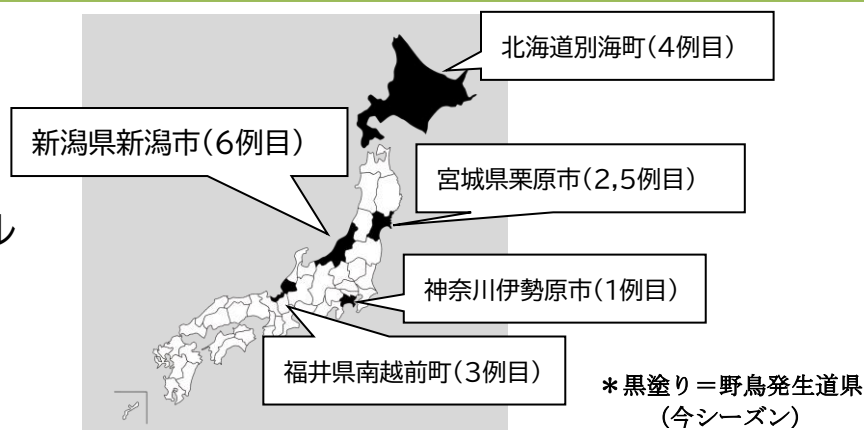 北海道別海町(4例目)
新潟県新潟市(6例目)
宮城県栗原市(2,5例目)
ル
神奈川伊勢原市(1例目)
福井県南越前町(3例目)
＊黒塗り＝野鳥発生道県
(今シーズン)